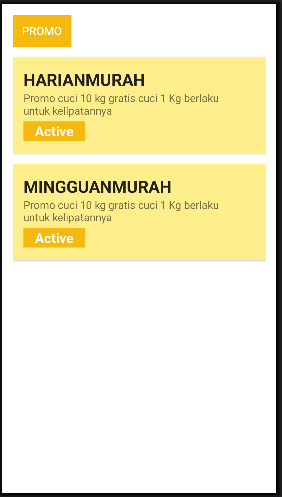 PROMO
HARIANMURAH
Promo cuci 10 kg gratis cuci 1 Kg berlaku
untuk kelipatannya
Active
MINGGUANMURAH
Promo cuci 10 kg gratis cuci 1 Kg berlaku
untuk kelipatannya
Active